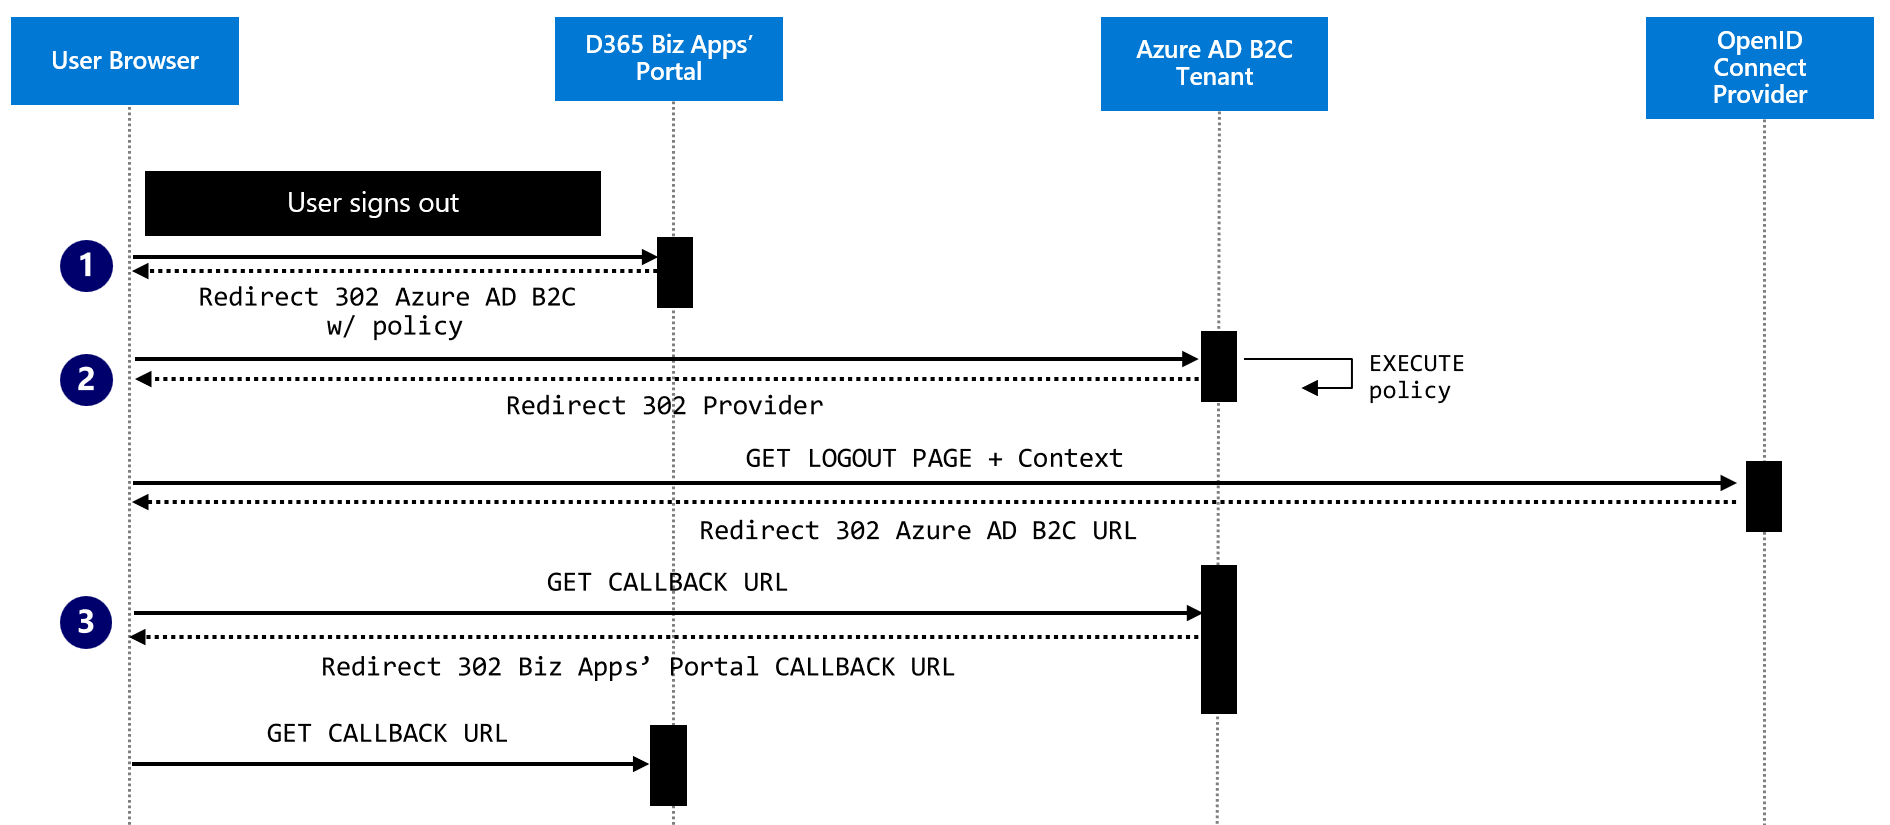 User Browser
D365 Biz Apps’
Portal
Azure AD B2C
Tenant
OpenID
Connect
Provider
User signs out
1
Redirect 302 Azure AD B2C
w/ policy
2
EXECUTE
policy
Redirect 302 Provider
GET LOGOUT PAGE + Context
Redirect 302 Azure AD B2C URL
GET CALLBACK URL
3
Redirect 302 Biz Apps’ Portal CALLBACK URL
GET CALLBACK URL